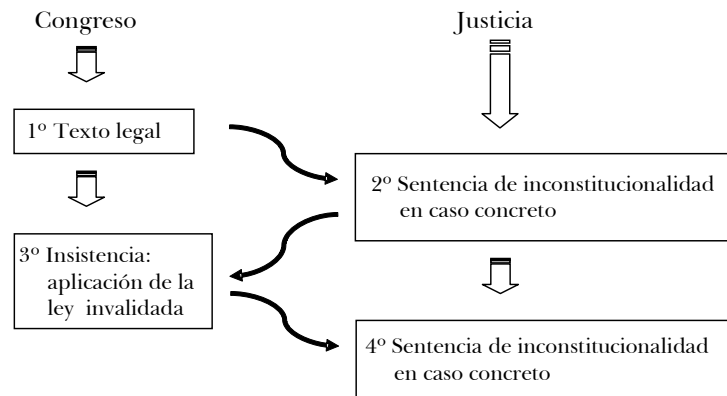 Congreso
Justicia
1º Texto legal
2º Sentencia de inconstitucionalidad
en caso concreto
3º Insistencia:
aplicación de la
ley invalidada
4º Sentencia de inconstitucionalidad
en caso concreto